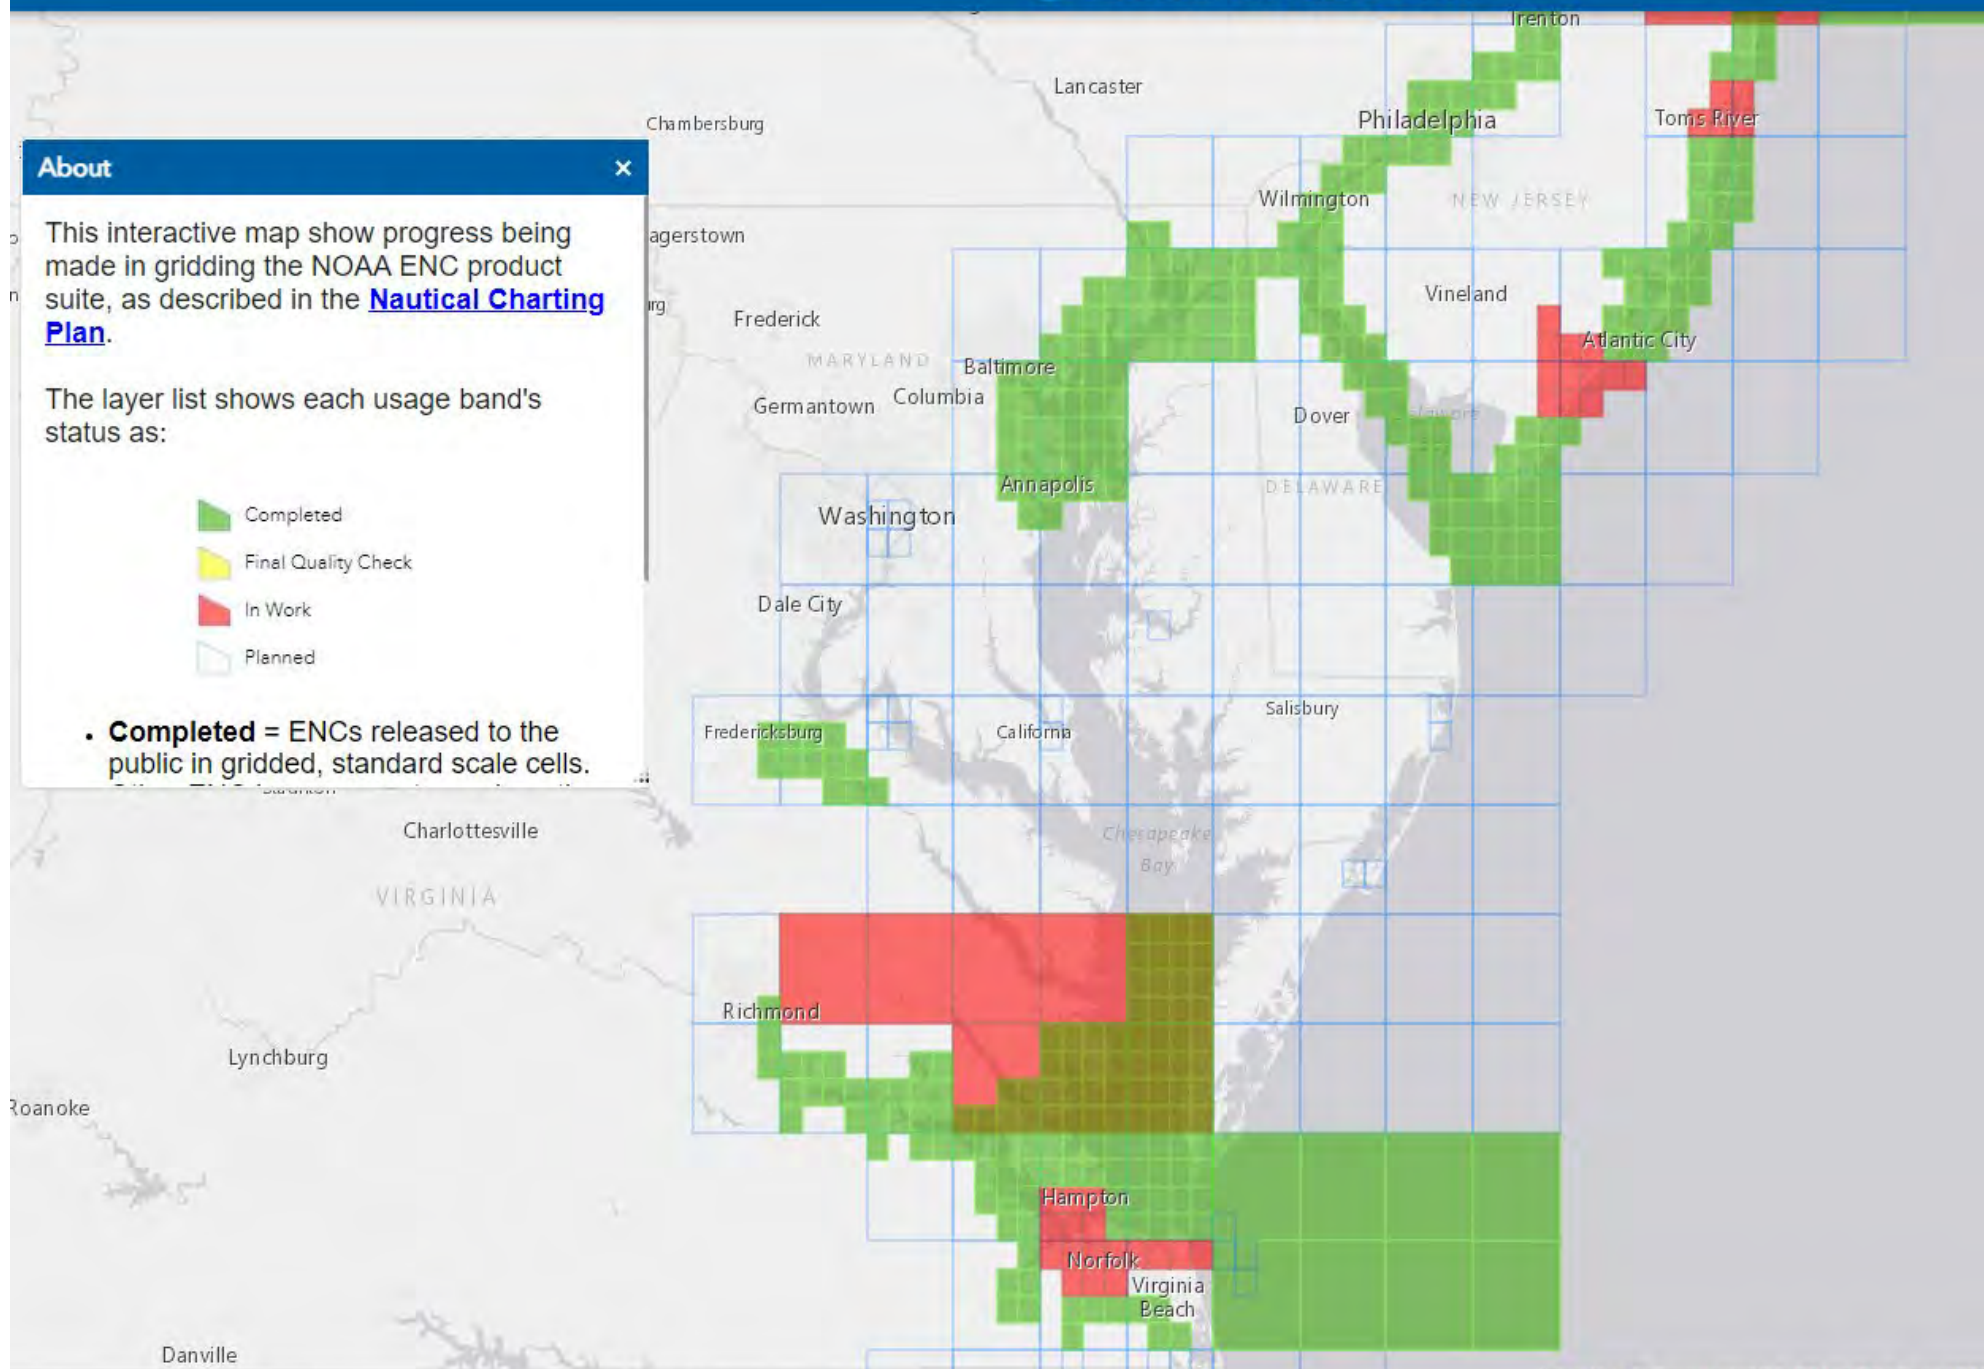 About
×
This interactive map show progress being
made in gridding the NOAA ENC product
suite, as described in the Nautical Charting
Plan.
The layer list shows each usage band's
status as:
Completed
Final Quality Check
In Work
Planned
• Completed = ENCs released to the
public in gridded, standard scale cells.
Trenton
Lancaster
Chambersburg
Philadelphia
Toms River
Wilmington
NEW JERSEY
agerstown
Vineland
Frederick
Atlantic City
MARYLAND
Baltimore
Columbia
Germantown
Dover
Delaware
Annapolis
DELAWARE
Washington
Dale City
Salisbury
Fredericksburg
California
Charlottesville
Chesapeake
Bay
VIRGINIA
Richmond
Lynchburg
Roanoke
Hampton
Norfolk
Virginia
Beach
Danville